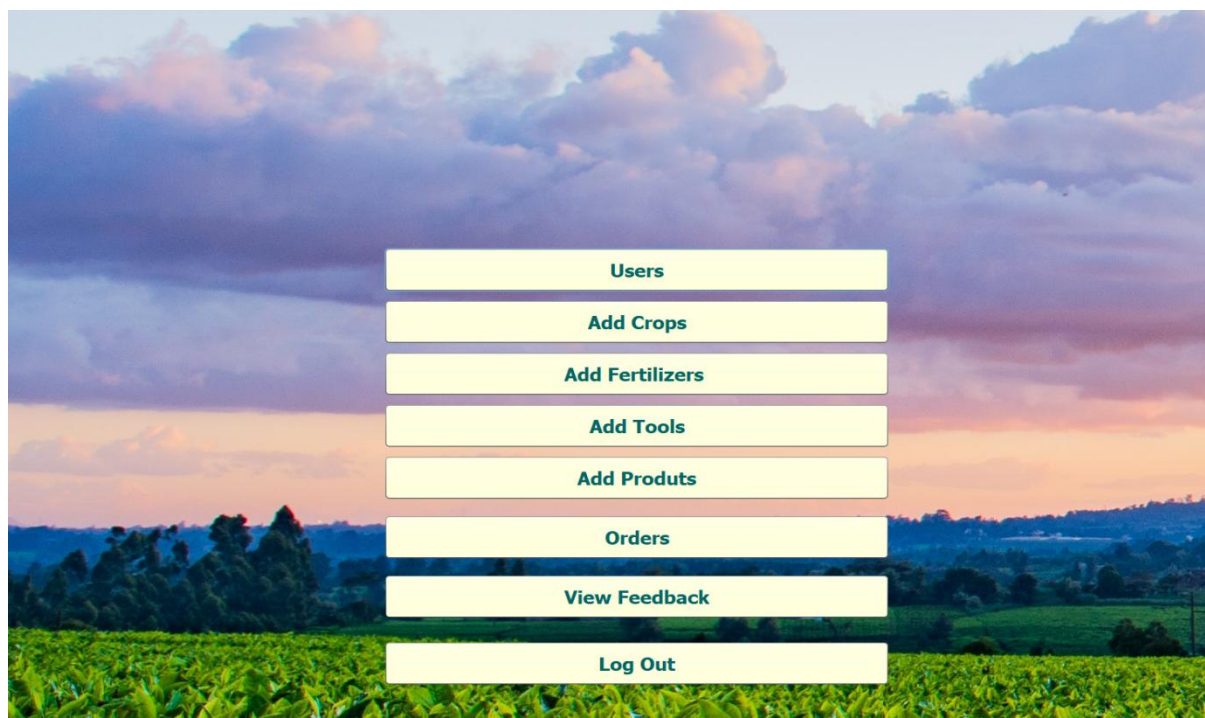 Users
Add Crops
Add Fertilizers
Add Tools
Add Produts
Orders
View Feedback
Log Out